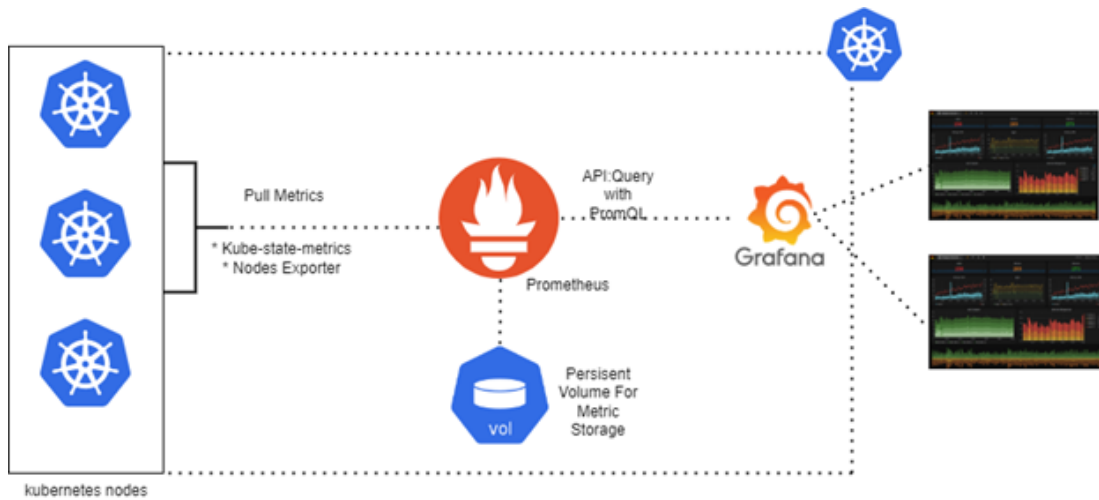 Pull Metrics
* Kube-state-metrics
* Nodes Exporter
kubernetes nodes
Prometheus
API:Query
with
PromQL
Persisent
Volume For
Metric
Storage
vol
Grafana